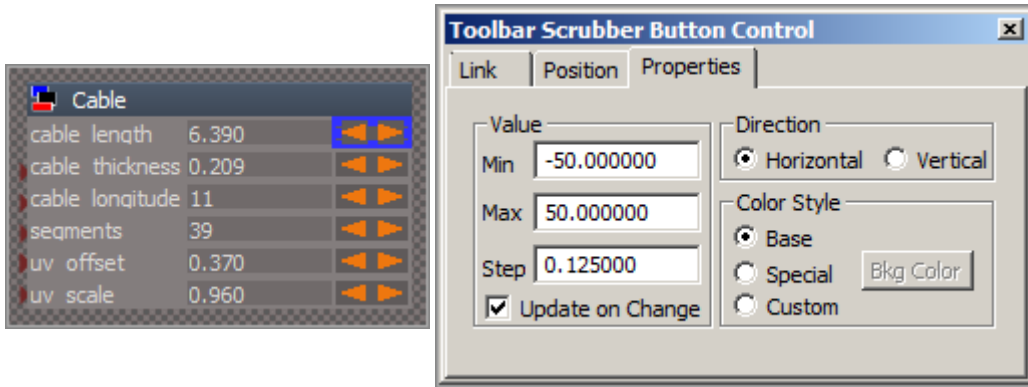 Cable
cable length 6.390
cable thickness 0.209
cable longitude 11
segments 39
uv offset 0.370
uv scale 0.960
Toolbar Scrubber Button Control
Link Position Properties
Value
Min -50.000000
Max 50.000000
Step 0.125000
Update on Change
Direction
Horizontal Vertical
Color Style
Base
Special Bkg Color
Custom